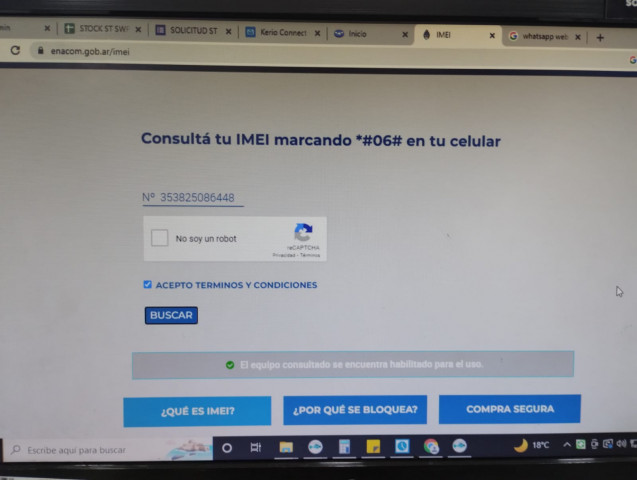 STOCK ST SW
SOLICITUD ST
Kerio Connect
Inicio
IMEI
whatsapp web
enacom.gob.ar/imei
Consultá tu IMEI marcando *#06# en tu celular
Nº 353825086448
No soy un robot
reCAPTCHA
Privacidad - Términos
ACEPTO TERMINOS Y CONDICIONES
BUSCAR
El equipo consultado se encuentra habilitado para el uso.
¿QUÉ ES IMEI?
¿POR QUÉ SE BLOQUEA?
COMPRA SEGURA
Escribe aquí para buscar
18°C